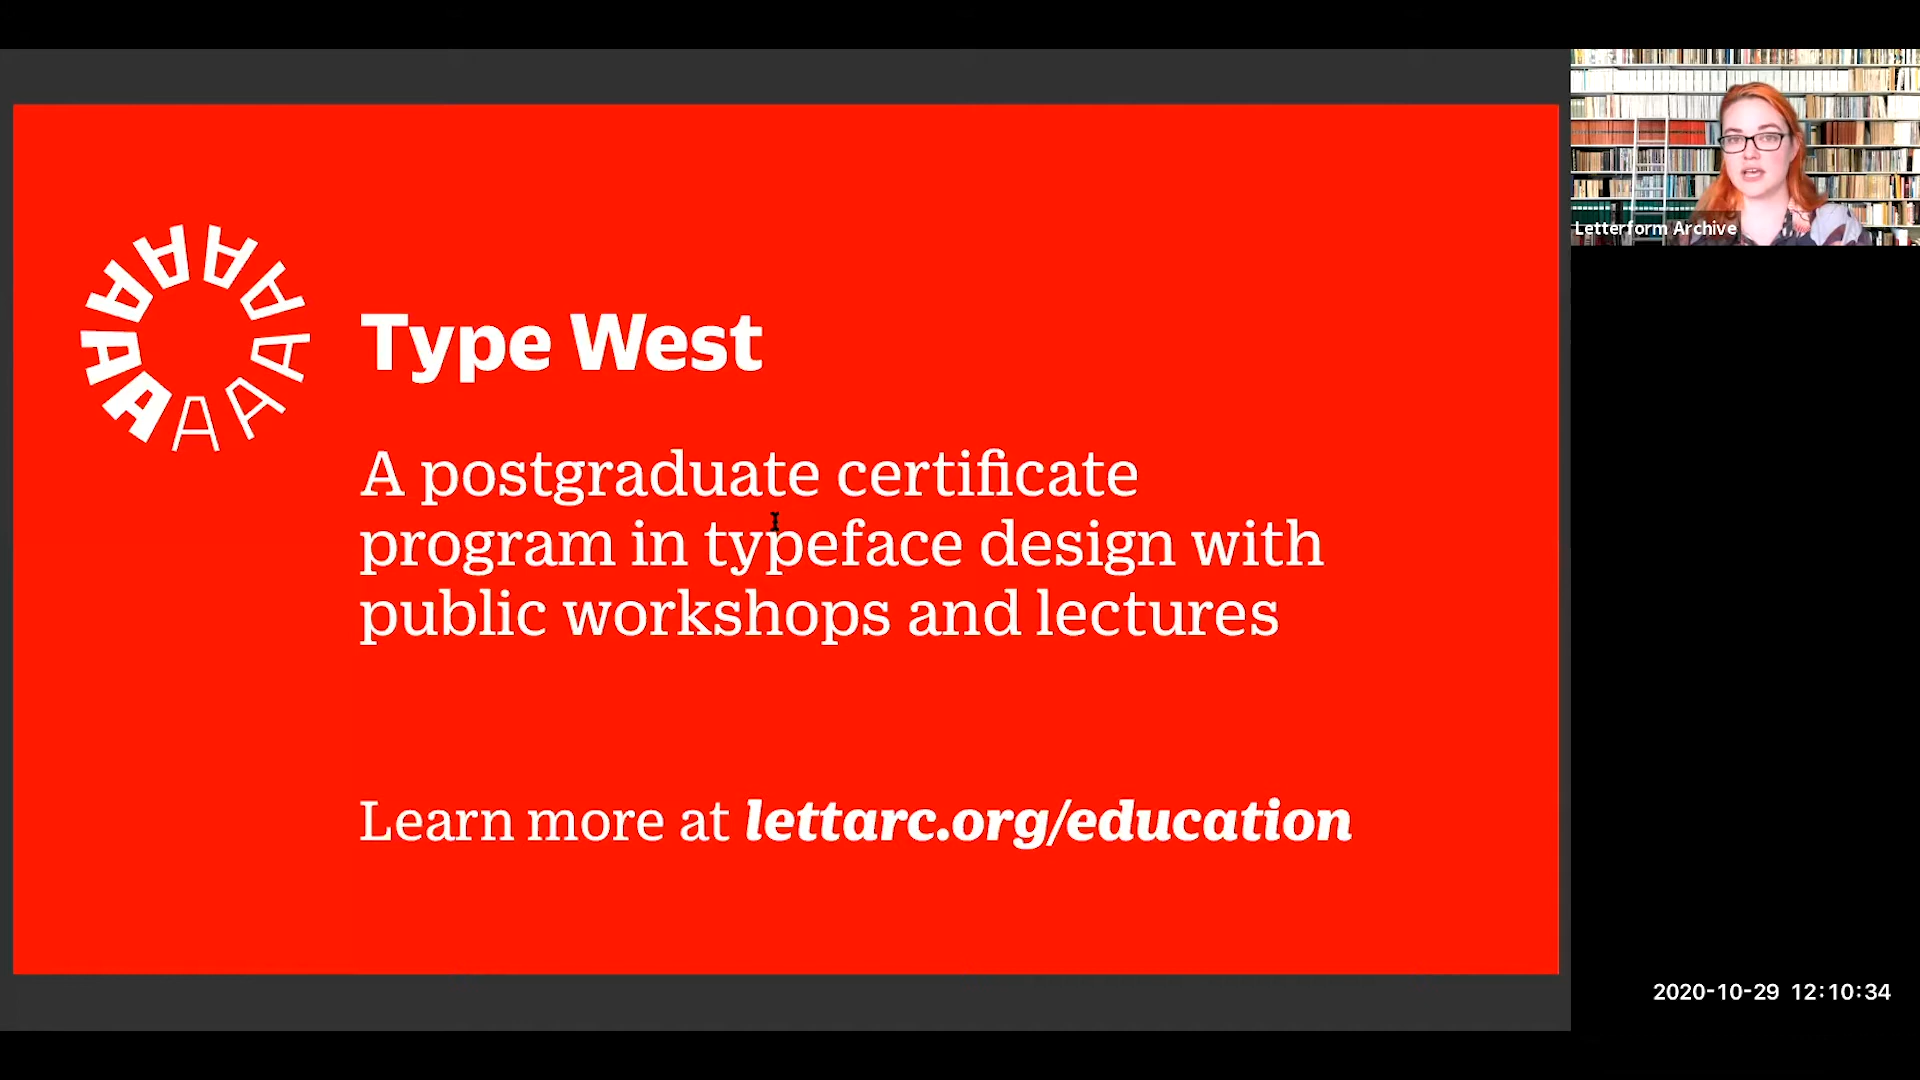 Type West
A postgraduate certificate
program in typeface design with
public workshops and lectures
Learn more at lettarc.org/education
AAAAAAAAAAA
Letterform Archive
2020-10-29 12:10:34